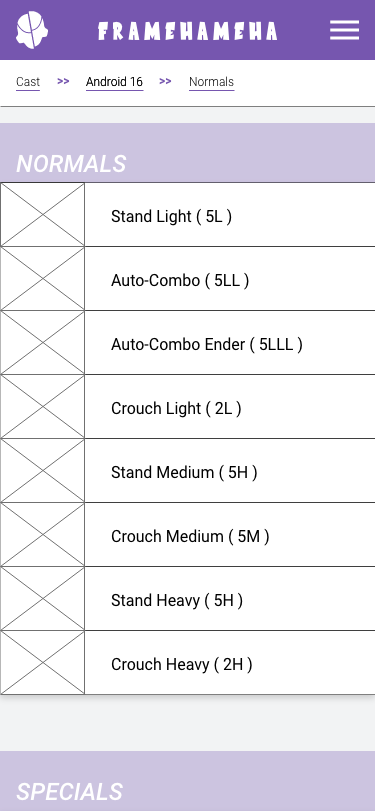 FRAMEHAMEHA
Cast >> Android 16 >> Normals
NORMALS
Stand Light ( 5L )
Auto-Combo ( 5LL )
Auto-Combo Ender ( 5LLL )
Crouch Light ( 2L )
Stand Medium ( 5H )
Crouch Medium ( 5M )
Stand Heavy ( 5H )
Crouch Heavy ( 2H )
SPECIALS